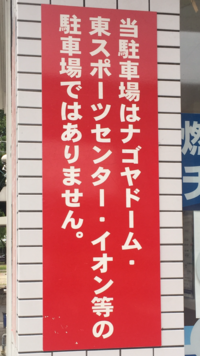 当駐車場はナゴヤドーム・
東スポーツセンター・イオン等の
駐車場ではありません。
燃